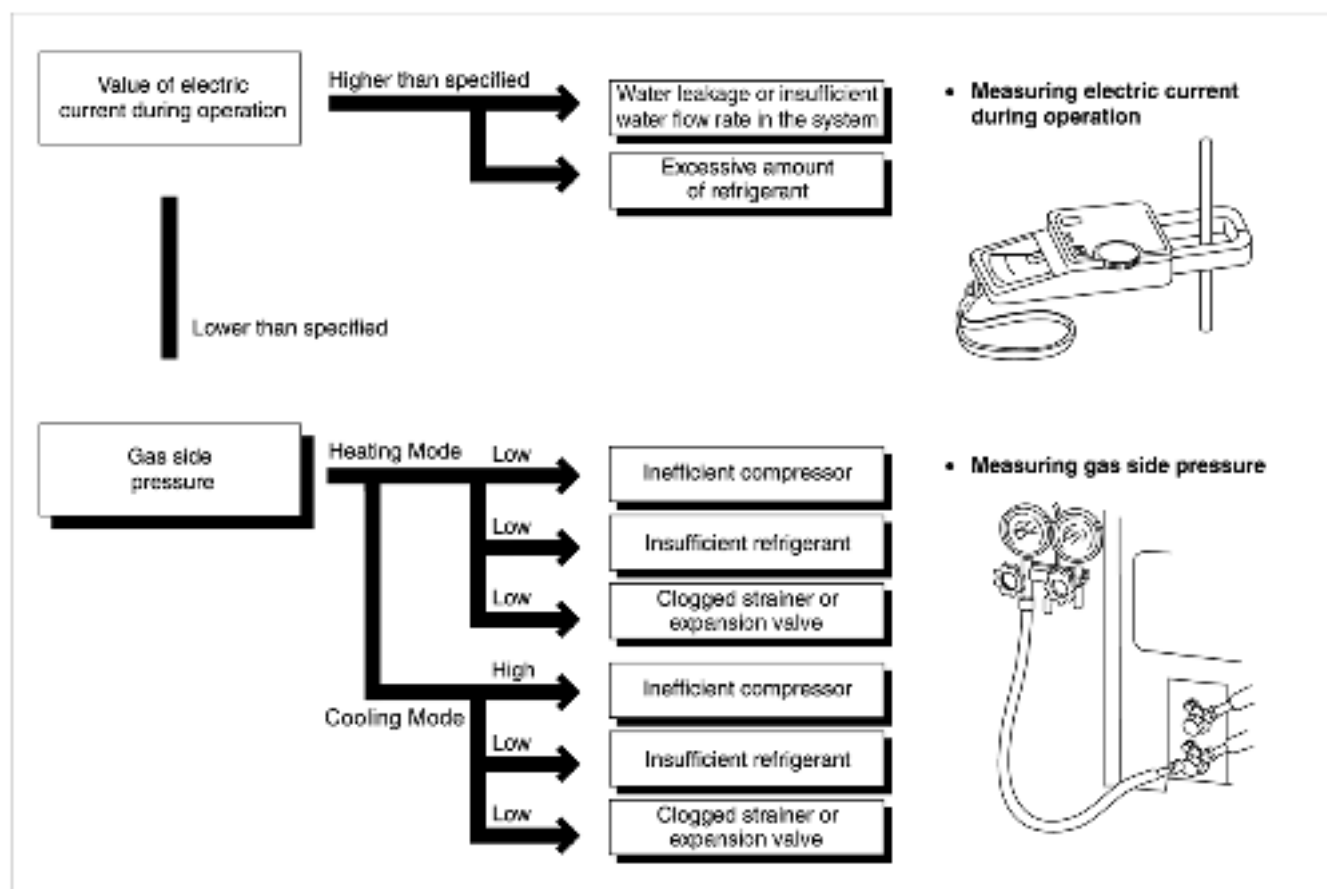 Value of electric
current during operation
Higher than specified
Water leakage or insufficient
water flow rate in the system
Excessive amount
of refrigerant
• Measuring electric current
during operation
Lower than specified
Gas side
pressure
Heating Mode
Low
Inefficient compressor
Low
Insufficient refrigerant
Low
Clogged strainer or
expansion valve
High
Inefficient compressor
Cooling Mode
Low
Insufficient refrigerant
Low
Clogged strainer or
expansion valve
• Measuring gas side pressure